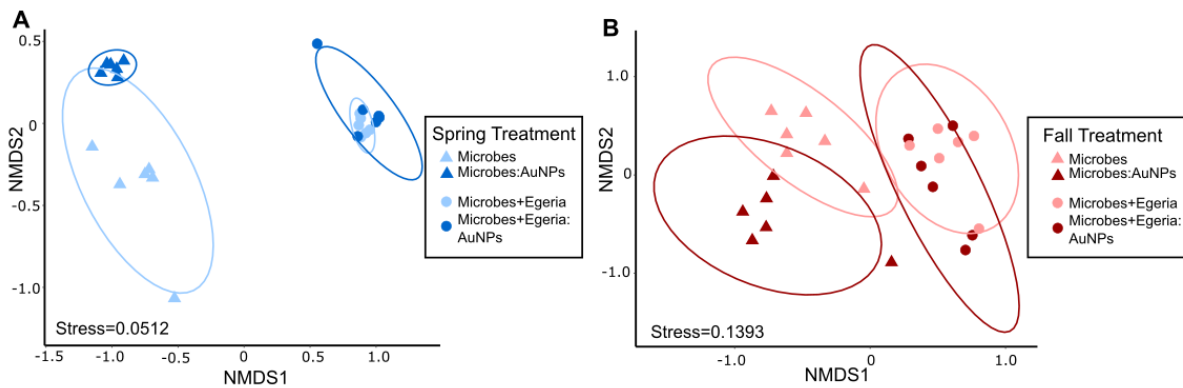 A
0.5
0
-0.5
-1.0
NMDS2
Stress=0.0512
-1.5
-1.0
-0.5
0
0.5
1.0
NMDS1
Spring Treatment
Microbes
Microbes:AuNPs
Microbes+Egeria
Microbes+Egeria:
AuNPs
B
1.0
0
-1.0
NMDS2
Stress=0.1393
-1.0
0
1.0
NMDS1
Fall Treatment
Microbes
Microbes:AuNPs
Microbes+Egeria
Microbes+Egeria:
AuNPs